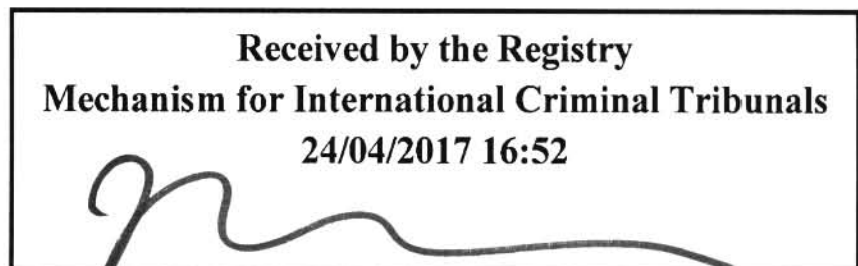 Received by the Registry
Mechanism for International Criminal Tribunals
24/04/2017 16:52